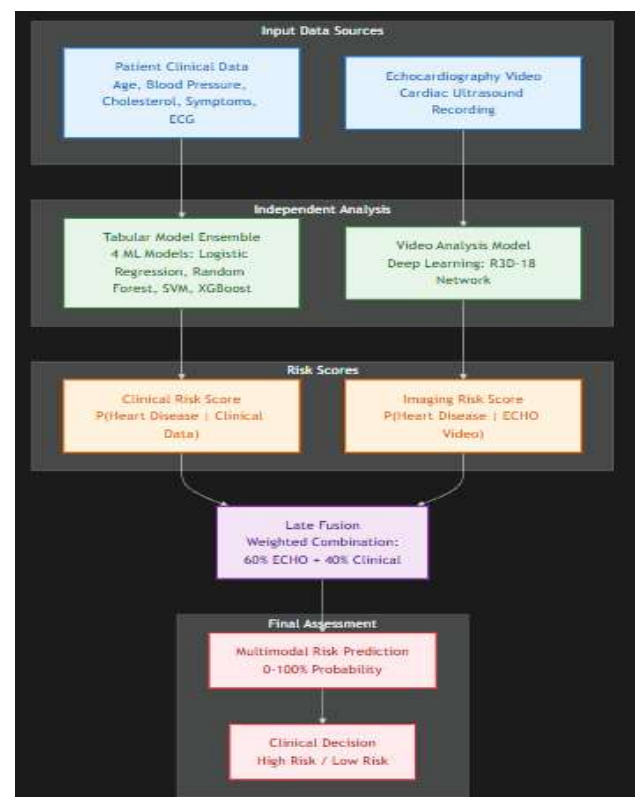 Input Data Sources
Patient Clinical Data
Age, Blood Pressure,
Cholesterol, Symptoms,
ECG
Echocardiography Video
Cardiac Ultrasound
Recording
Independent Analysis
Tabular Model Ensemble
4 ML Models: Logistic
Regression, Random
Forest, SVM, XGBoost
Video Analysis Model
Deep Learning: R3D-18
Network
Risk Scores
Clinical Risk Score
P(Heart Disease | Clinical
Data)
Imaging Risk Score
P(Heart Disease | ECHO
Video)
Late Fusion
Weighted Combination:
60% ECHO + 40% Clinical
Final Assessment
Multimodal Risk Prediction
0-100% Probability
Clinical Decision
High Risk / Low Risk